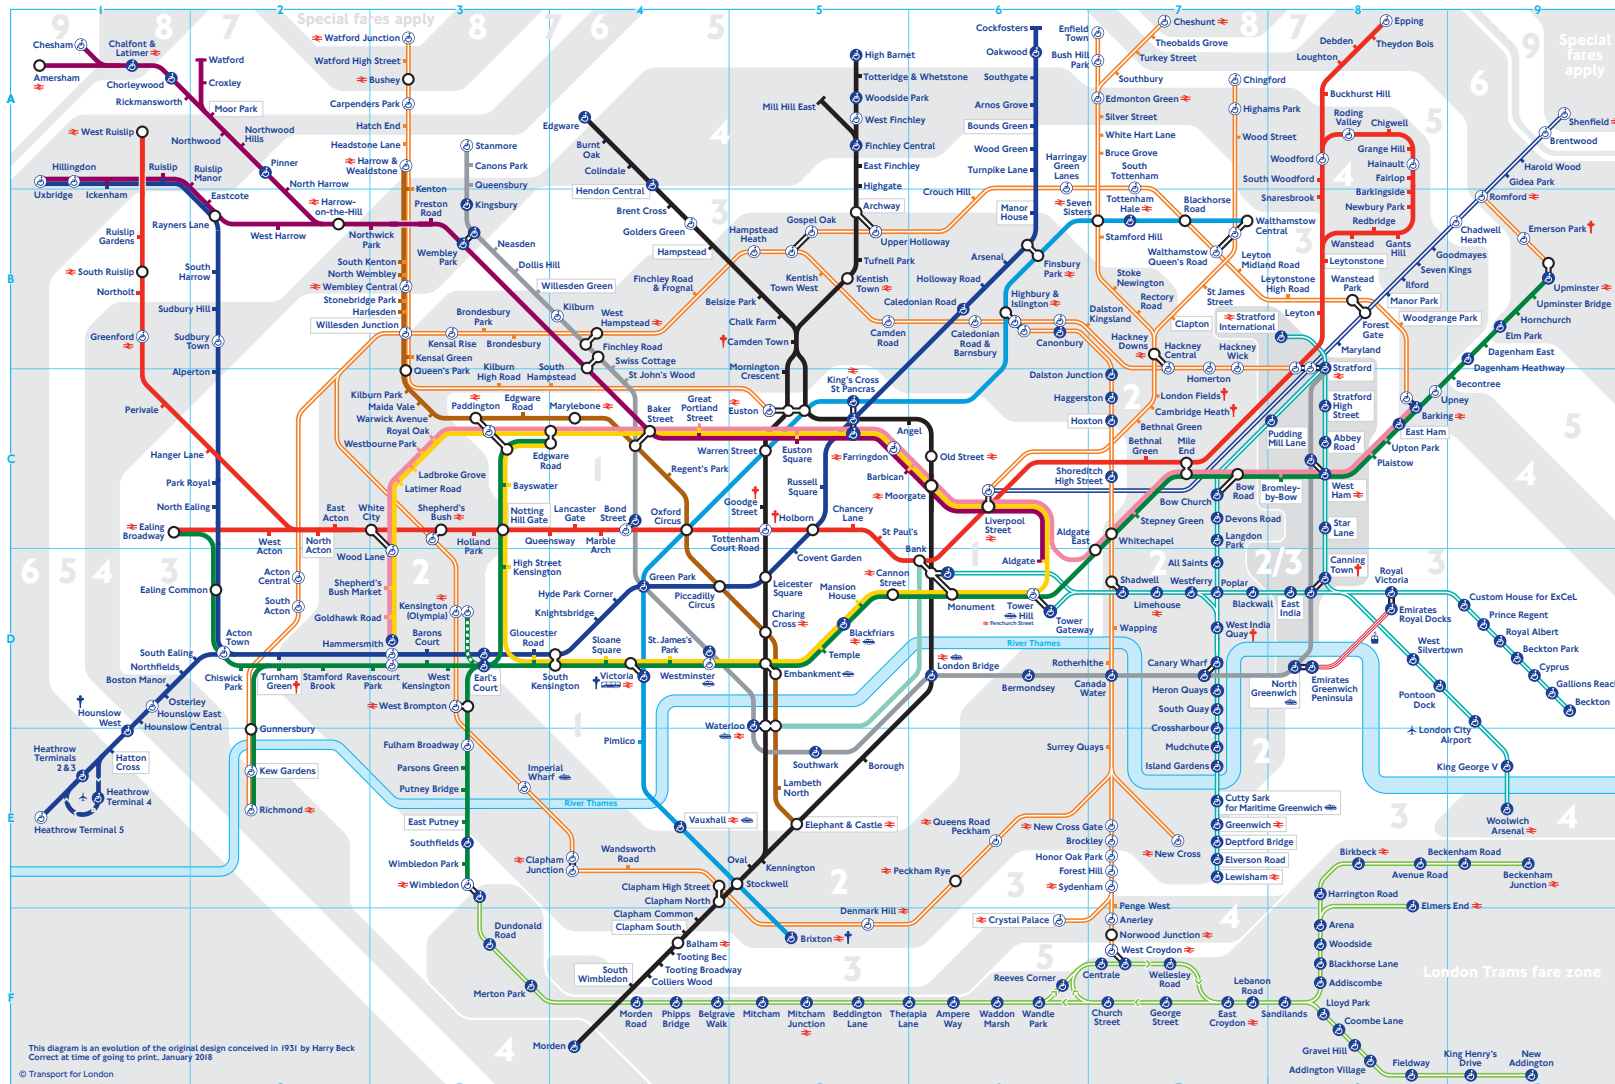 1
2
3
4
5
6
7
8
9
Special fares apply
9
8
7
8
7
6
5
8
7
9
Special
fares
apply
Chesham
Chalfont &
Latimer
Watford
Amersham
Chorleywood
Croxley
Rickmansworth
Moor Park
A
West Ruislip
Northwood
Northwood
Hills
Hillingdon
Ruislip
Ruislip
Manor
Pinner
Uxbridge
Ickenham
Eastcote
North Harrow
Harrow-
on-the-Hill
Rayners Lane
West Harrow
Northwick
Park
Preston
Road
Ruislip
Gardens
South Ruislip
Northolt
Greenford
South
Harrow
Sudbury Hill
Sudbury
Town
Alperton
Perivale
Hanger Lane
Park Royal
North Ealing
Ealing
Broadway
Watford Junction
Watford High Street
Bushey
Carpenders Park
Hatch End
Headstone Lane
Harrow &
Wealdstone
Kenton
South Kenton
North Wembley
Wembley Central
Stonebridge Park
Harlesden
Willesden Junction
Kensal Green
Queen's Park
Kilburn Park
Maida Vale
Warwick Avenue
Royal Oak
Westbourne Park
Stanmore
Canons Park
Queensbury
Kingsbury
Wembley
Park
Neasden
Dollis Hill
Willesden Green
Kilburn
West
Hampstead
Finchley Road
Swiss Cottage
St John's Wood
Brondesbury
Park
Kensal Rise
Brondesbury
Kilburn
High Road
South
Hampstead
Edgware
Burnt
Oak
Colindale
Hendon Central
Brent Cross
Golders Green
Hampstead
Hampstead
Heath
Gospel Oak
Finchley Road
& Frognal
Belsize Park
Chalk Farm
Camden Town
Mornington
Crescent
Euston
Kentish
Town West
Kentish
Town
Tufnell Park
Upper Holloway
Archway
Highgate
East Finchley
Finchley Central
West Finchley
Woodside Park
Totteridge & Whetstone
High Barnet
Mill Hill East
Crouch Hill
Cockfosters
Oakwood
Southgate
Arnos Grove
Bounds Green
Wood Green
Turnpike Lane
Harringay
Green
Lanes
Manor
House
Arsenal
Finsbury
Park
Holloway Road
Caledonian Road
Highbury &
Islington
Camden
Road
Caledonian
Road &
Barnsbury
Canonbury
King's Cross
St Pancras
Enfield
Town
Bush Hill
Park
Cheshunt
Theobalds Grove
Turkey Street
Southbury
Edmonton Green
Silver Street
White Hart Lane
Bruce Grove
South
Tottenham
Seven
Sisters
Tottenham
Hale
Blackhorse
Road
Stamford Hill
Walthamstow
Central
Walthamstow
Queen's Road
Stoke
Newington
Rectory
Road
Clapton
St James
Street
Chingford
Highams Park
Wood Street
Leyton
Midland Road
Leytonstone
High Road
Dalston
Kingsland
Hackney
Downs
Hackney
Central
Hackney
Wick
Homerton
Stratford
International
Stratford
Dalston Junction
Haggerston
Hoxton
London Fields
Cambridge Heath
Bethnal Green
Bethnal
Green
Mile
End
Epping
Debden
Theydon Bois
Loughton
Buckhurst Hill
Roding
Valley
Chigwell
Grange Hill
Hainault
Fairlop
Barkingside
Newbury Park
Redbridge
Gants
Hill
Wanstead
Woodford
South Woodford
Snaresbrook
Leytonstone
Leyton
Wanstead
Park
Forest
Gate
Maryland
Manor Park
Woodgrange Park
Ilford
Seven Kings
Goodmayes
Chadwell
Heath
Romford
Gidea Park
Harold Wood
Brentwood
Shenfield
Emerson Park
Upminster
Upminster Bridge
Hornchurch
Elm Park
Dagenham East
Dagenham Heathway
Becontree
Upney
Barking
East Ham
Upton Park
Plaistow
West
Ham
B
C
D
E
F
Paddington
Edgware
Road
Marylebone
Baker
Street
Great
Portland
Street
Edgware
Road
Warren Street
Euston
Square
Regent's Park
Russell
Square
Goodge
Street
Holborn
Chancery
Lane
Farringdon
Barbican
Moorgate
Angel
Old Street
Liverpool
Street
Shoreditch
High Street
Aldgate
East
Aldgate
Whitechapel
Stepney Green
Bow
Road
Bow Church
Bromley-
by-Bow
Pudding
Mill Lane
Stratford
High
Street
Abbey
Road
Star
Lane
Canning
Town
Devons Road
Langdon
Park
All Saints
Poplar
Westferry
Limehouse
Shadwell
Blackwall
East
India
Royal
Victoria
Emirates
Royal Docks
Custom House for ExCeL
Prince Regent
Royal Albert
Beckton Park
Cyprus
Gallions Reach
Beckton
West
Silvertown
Pontoon
Dock
London City
Airport
King George V
Woolwich
Arsenal
Ladbroke Grove
Latimer Road
Bayswater
Notting
Hill Gate
Queensway
Lancaster
Gate
Marble
Arch
Bond
Street
Oxford
Circus
Tottenham
Court Road
Covent Garden
Leicester
Square
St Paul's
Bank
Cannon
Street
Mansion
House
Monument
Tower
Hill
Fenchurch Street
Tower
Gateway
East
Acton
White
City
Shepherd's
Bush
Holland
Park
West
Acton
North
Acton
Wood Lane
Shepherd's
Bush Market
Goldhawk Road
Hammersmith
Acton
Central
South
Acton
Ealing Common
Acton
Town
South Ealing
Northfields
Boston Manor
Osterley
Hounslow East
Hounslow Central
Hounslow
West
Hatton
Cross
Heathrow
Terminals
2 & 3
Heathrow
Terminal 4
Heathrow Terminal 5
Chiswick
Park
Turnham
Green
Stamford
Brook
Ravenscourt
Park
Barons
Court
West
Kensington
Kensington
(Olympia)
High Street
Kensington
Earl's
Court
Gloucester
Road
South
Kensington
Hyde Park Corner
Knightsbridge
Green Park
Piccadilly
Circus
Charing
Cross
Sloane
Square
Victoria
St. James's
Park
Westminster
Embankment
Temple
Blackfriars
Waterloo
Southwark
London Bridge
Bermondsey
Borough
Lambeth
North
Elephant & Castle
Kennington
Pimlico
Vauxhall
Oval
Stockwell
Brixton
Gunnersbury
Kew Gardens
Richmond
West Brompton
Fulham Broadway
Parsons Green
Putney Bridge
East Putney
Southfields
Wimbledon Park
Wimbledon
Imperial
Wharf
Clapham
Junction
Wandsworth
Road
Clapham High Street
Clapham North
Clapham Common
Clapham South
Balham
Tooting Bec
Tooting Broadway
Colliers Wood
South
Wimbledon
Morden
Denmark Hill
Peckham Rye
Queens Road
Peckham
River Thames
River Thames
Wapping
Rotherhithe
Canada
Water
Surrey Quays
New Cross Gate
New Cross
Brockley
Honor Oak Park
Forest Hill
Sydenham
Crystal Palace
Penge West
Anerley
Norwood Junction
West Croydon
West India
Quay
Canary Wharf
Heron Quays
South Quay
Crossharbour
Mudchute
Island Gardens
Cutty Sark
for Maritime Greenwich
Greenwich
Deptford Bridge
Elverson Road
Lewisham
North
Greenwich
Emirates
Greenwich
Peninsula
Dundonald
Road
Merton Park
Morden
Road
Phipps
Bridge
Belgrave
Walk
Mitcham
Mitcham
Junction
Beddington
Lane
Therapia
Lane
Ampere
Way
Waddon
Marsh
Wandle
Park
Reeves Corner
Centrale
Wellesley
Road
Church
Street
George
Street
East
Croydon
Lebanon
Road
Sandilands
Lloyd Park
Coombe Lane
Gravel Hill
Addington Village
Fieldway
King Henry's
Drive
New
Addington
Addiscombe
Blackhorse Lane
Woodside
Arena
Harrington Road
Elmers End
Birkbeck
Avenue Road
Beckenham Road
Beckenham
Junction
London Trams fare zone
2/3
This diagram is an evolution of the original design conceived in 1931 by Harry Beck
Correct at time of going to print, January 2018
© Transport for London